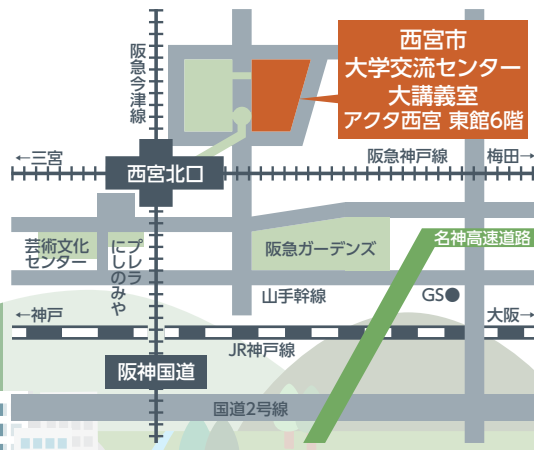 西宮市
大学交流センター
大講義室
アクタ西宮 東館6階
阪急今津線
←三宮
阪急神戸線
梅田→
西宮北口
名神高速道路
芸術文化
センター
プレラ
にしのみや
阪急ガーデンズ
山手幹線
GS
←神戸
大阪→
JR神戸線
阪神国道
国道2号線